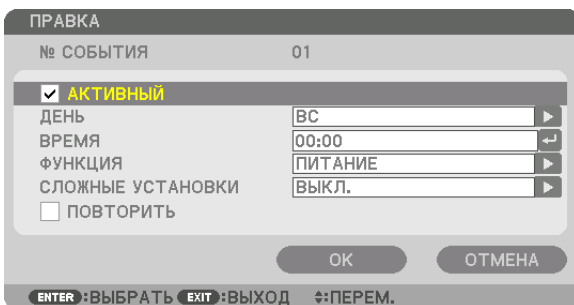 ПРАВКА
№ СОБЫТИЯ 01
АКТИВНЫЙ
ДЕНЬ ВС
ВРЕМЯ 00:00
ФУНКЦИЯ ПИТАНИЕ
СЛОЖНЫЕ УСТАНОВКИ ВЫКЛ.
ПОВТОРИТЬ
ОК ОТМЕНА
ENTER :ВЫБРАТЬ EXIT :ВЫХОД :ПЕРЕМ.